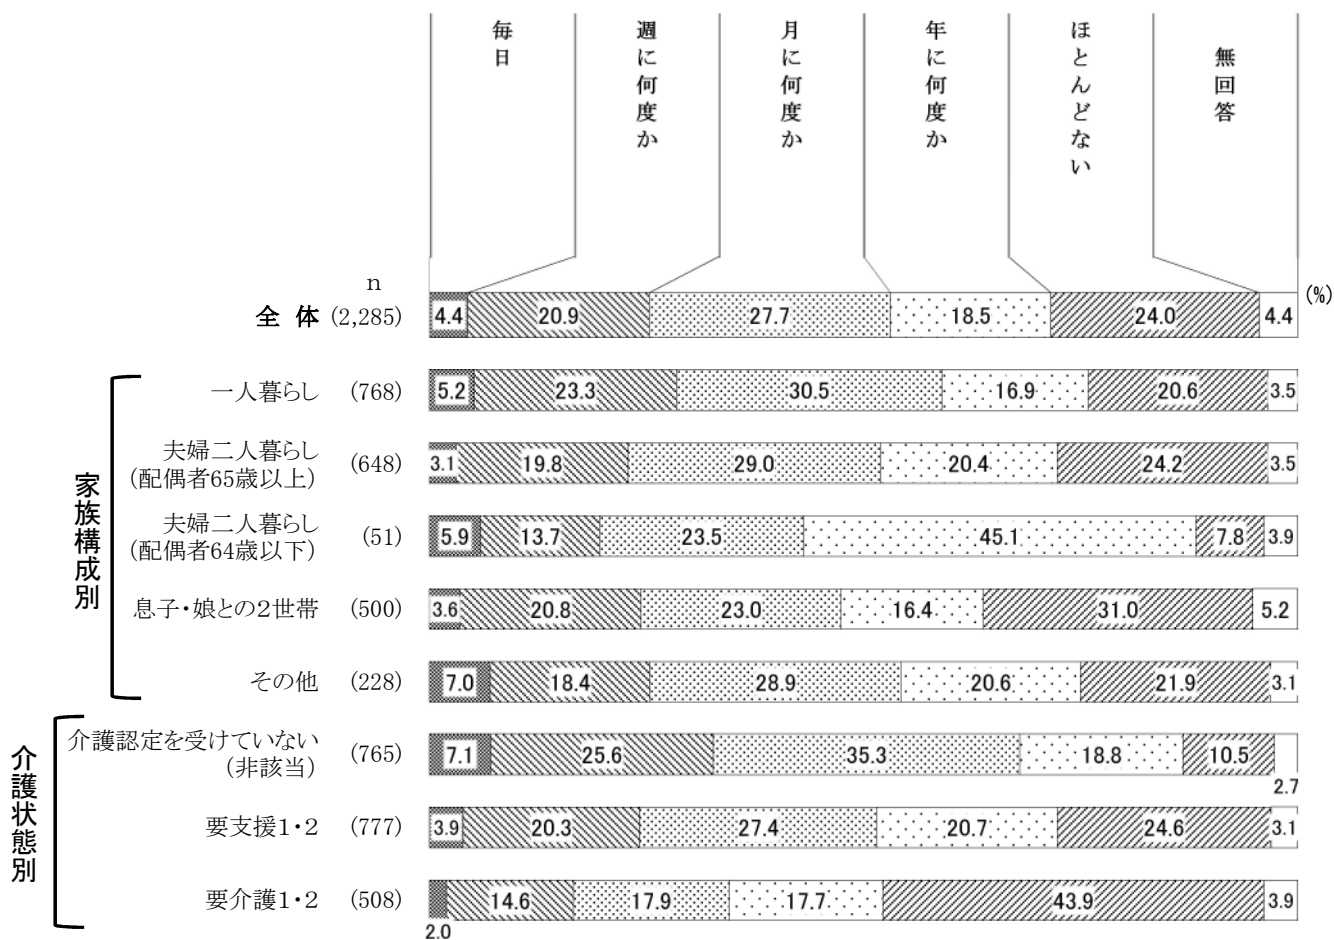 毎日
週に何度か
月に何度か
年に何度か
ほとんどない
無回答
(%)
n
全 体 (2,285) 4.4 20.9 27.7 18.5 24.0 4.4
家族構成別
一人暮らし (768) 5.2 23.3 30.5 16.9 20.6 3.5
夫婦二人暮らし
(配偶者65歳以上) (648) 3.1 19.8 29.0 20.4 24.2 3.5
夫婦二人暮らし
(配偶者64歳以下) (51) 5.9 13.7 23.5 45.1 7.8 3.9
息子・娘との2世帯 (500) 3.6 20.8 23.0 16.4 31.0 5.2
その他 (228) 7.0 18.4 28.9 20.6 21.9 3.1
介護状態別
介護認定を受けていない
(非該当) (765) 7.1 25.6 35.3 18.8 10.5 2.7
要支援1・2 (777) 3.9 20.3 27.4 20.7 24.6 3.1
要介護1・2 (508) 2.0 14.6 17.9 17.7 43.9 3.9